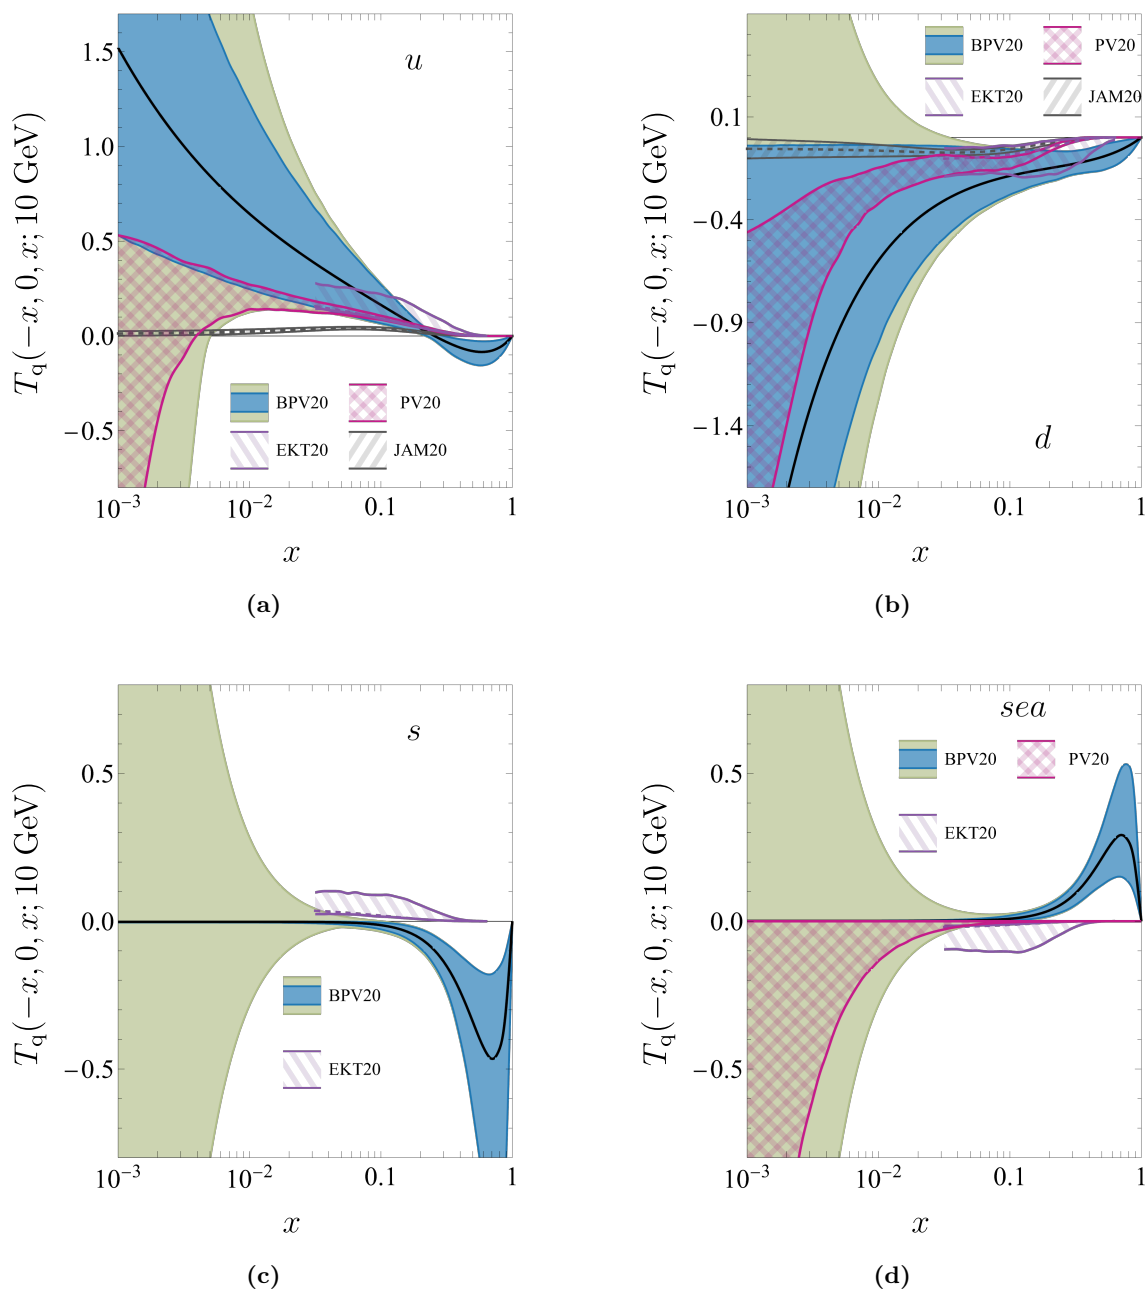 u
1.5
1.0
0.5
0.0
−0.5
T_q(−x, 0, x; 10 GeV)
BPV20 PV20
EKT20 JAM20
10^−3 10^−2 0.1 1
x
(a)
BPV20 PV20
EKT20 JAM20
0.1
−0.4
−0.9
−1.4
T_q(−x, 0, x; 10 GeV)
d
10^−3 10^−2 0.1 1
x
(b)
s
0.5
0.0
−0.5
T_q(−x, 0, x; 10 GeV)
BPV20
EKT20
10^−3 10^−2 0.1 1
x
(c)
sea
BPV20 PV20
EKT20
0.5
0.0
−0.5
T_q(−x, 0, x; 10 GeV)
10^−3 10^−2 0.1 1
x
(d)